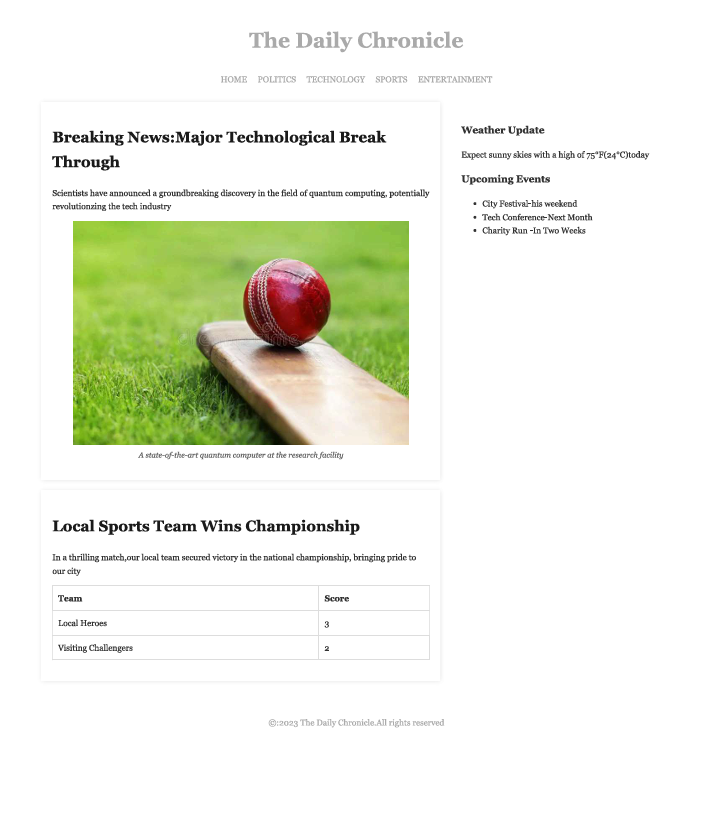 The Daily Chronicle
HOME POLITICS TECHNOLOGY SPORTS ENTERTAINMENT
Breaking News:Major Technological Break
Through
Scientists have announced a groundbreaking discovery in the field of quantum computing, potentially
revolutionzing the tech industry
A state-of-the-art quantum computer at the research facility
Local Sports Team Wins Championship
In a thrilling match,our local team secured victory in the national championship, bringing pride to
our city
Team Score
Local Heroes 3
Visiting Challengers 2
Weather Update
Expect sunny skies with a high of 75°F(24°C)today
Upcoming Events
• City Festival-his weekend
• Tech Conference-Next Month
• Charity Run -In Two Weeks
©:2023 The Daily Chronicle.All rights reserved